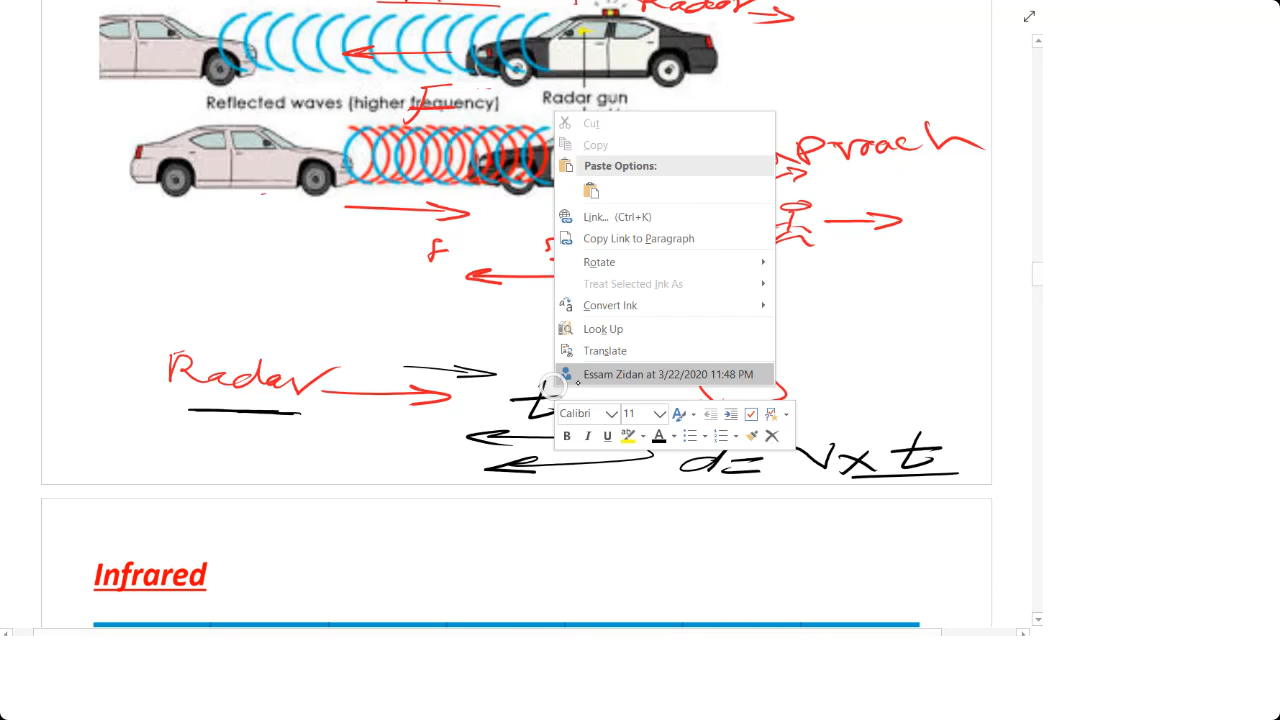 Radar
Reflected waves (higher frequency)
Radar gun
F
proach
Cut
Copy
Paste Options:
Link... (Ctrl+K)
Copy Link to Paragraph
Rotate
Treat Selected Ink As
Convert Ink
Look Up
Translate
Essam Zidan at 3/22/2020 11:48 PM
F
Radar
t
Calibri 11
B I U A
d= v x t
Infrared